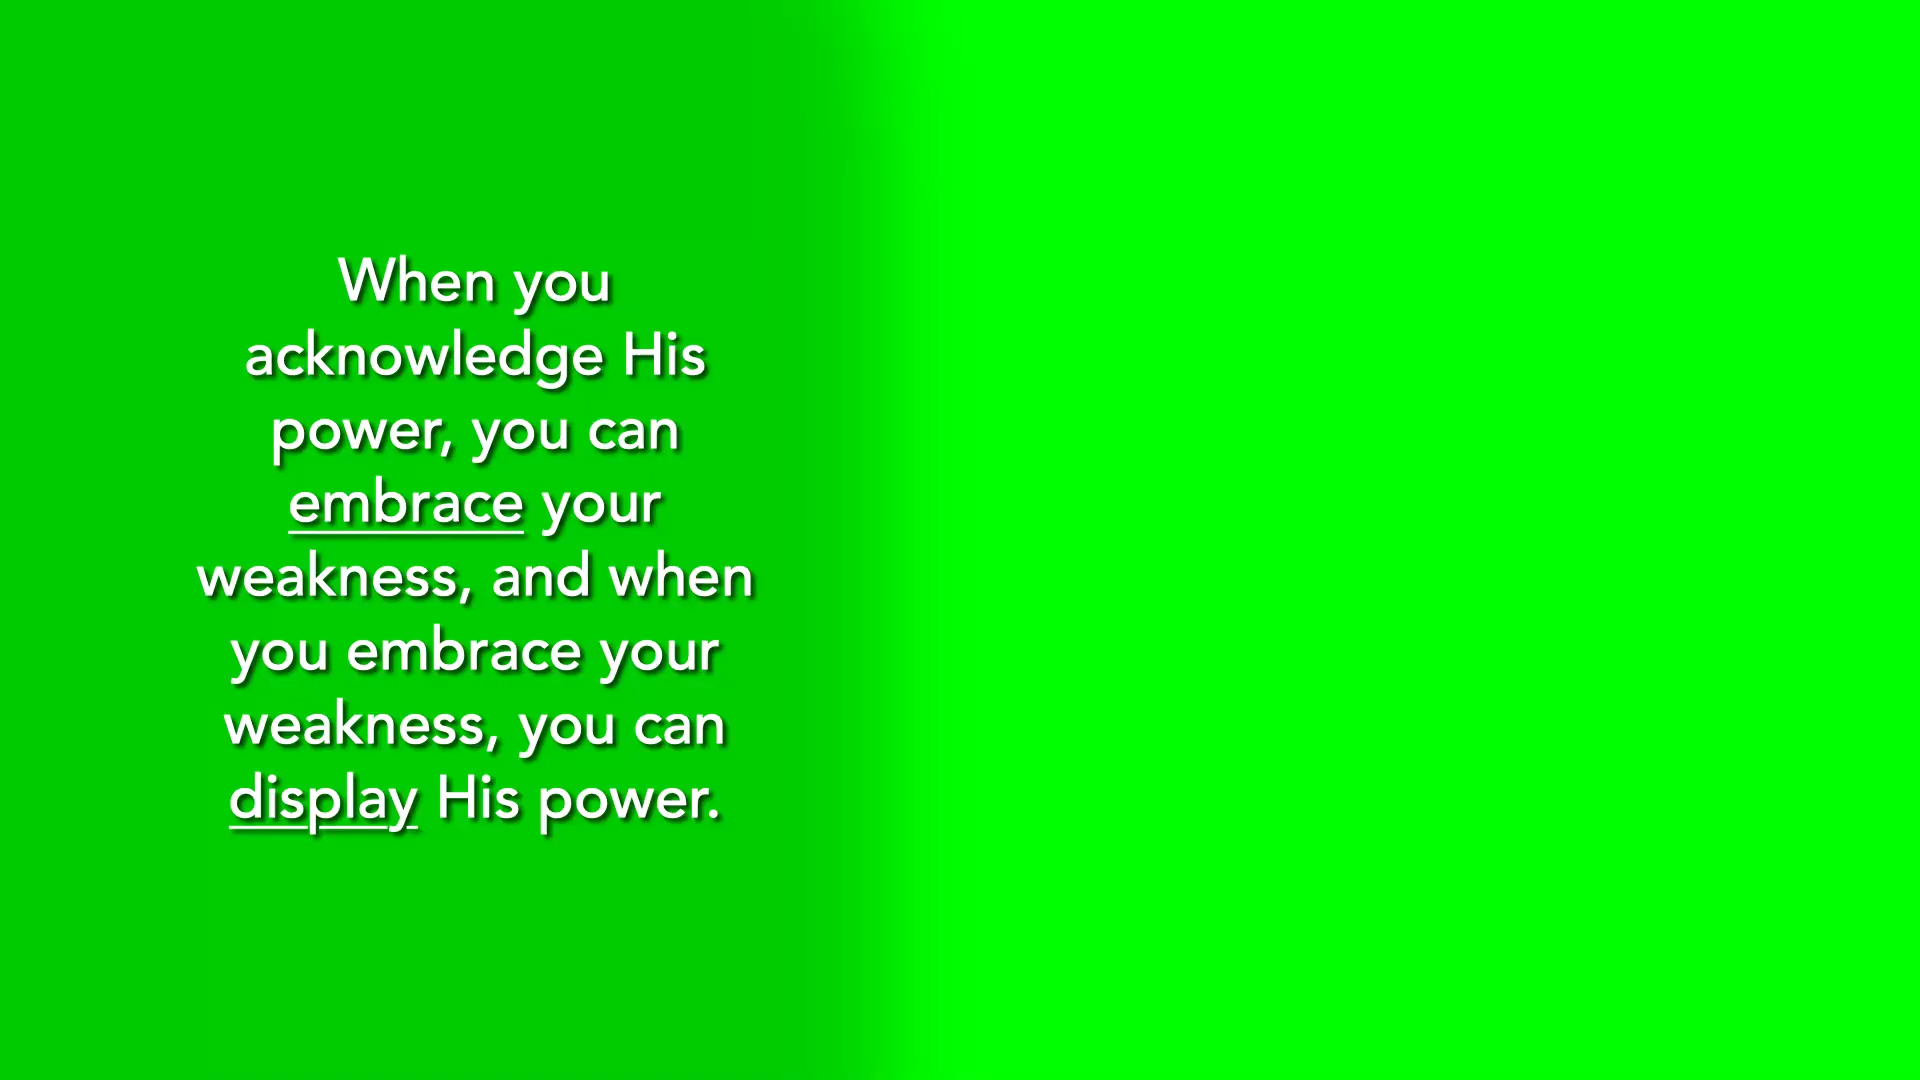 When you
acknowledge His
power, you can
embrace your
weakness, and when
you embrace your
weakness, you can
display His power.